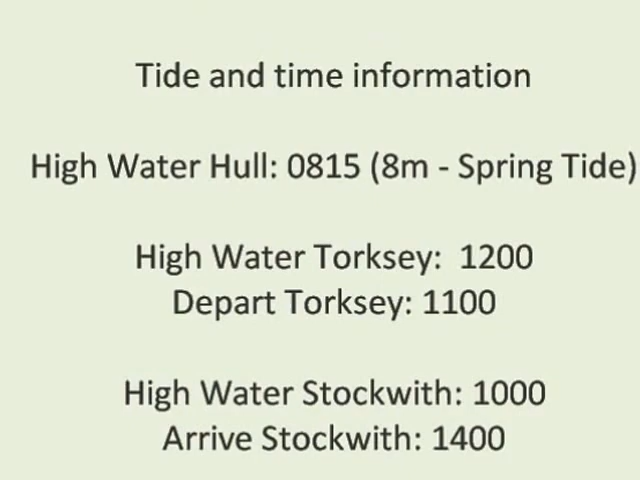 Tide and time information
High Water Hull: 0815 (8m - Spring Tide)
High Water Torksey:  1200
Depart Torksey: 1100
High Water Stockwith: 1000
Arrive Stockwith: 1400